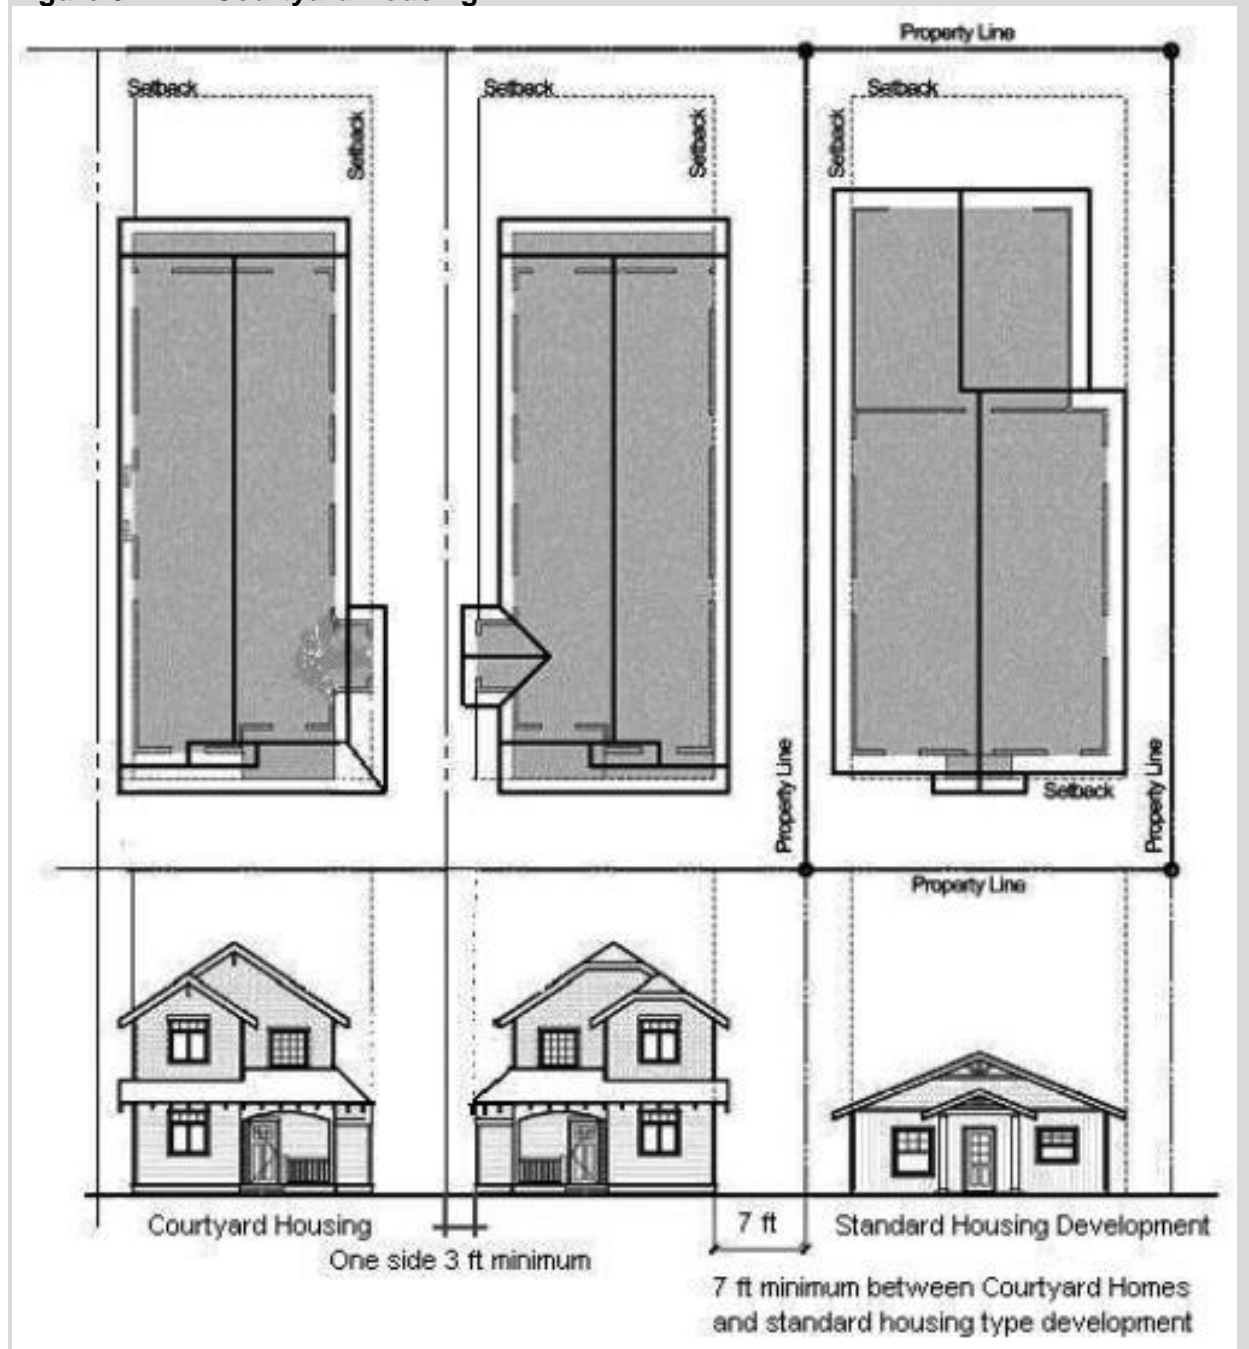 Property Line
Setback
Setback
Setback
Setback
Setback
Setback
Setback
Property Line
Property Line
Property Line
Courtyard Housing
7 ft
Standard Housing Development
One side 3 ft minimum
7 ft minimum between Courtyard Homes
and standard housing type development